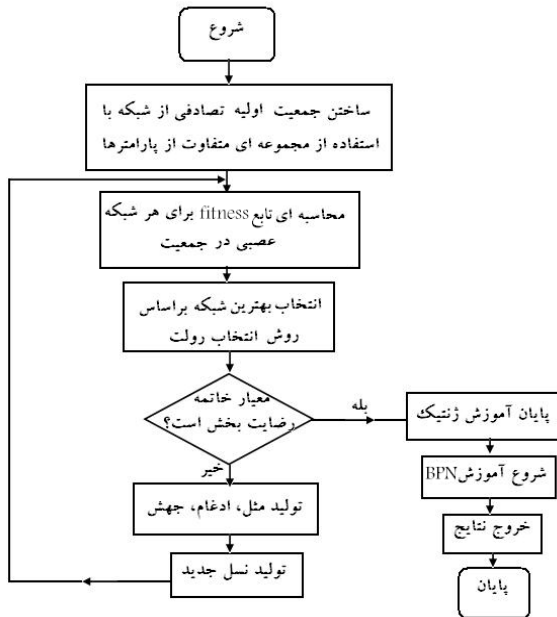 شروع
ساختن جمعیت اولیه تصادفی از شبکه با
استفاده از مجموعه ای متفاوت از پارامترها
محاسبه ای تابع fitness برای هر شبکه
عصبی در جمعیت
انتخاب بهترین شبکه براساس
روش انتخاب رولت
معیار خاتمه
رضایت بخش است؟
بله
خیر
تولید مثل، ادغام، جهش
تولید نسل جدید
پایان آموزش ژنتیک
شروع آموزش BPN
خروج نتایج
پایان